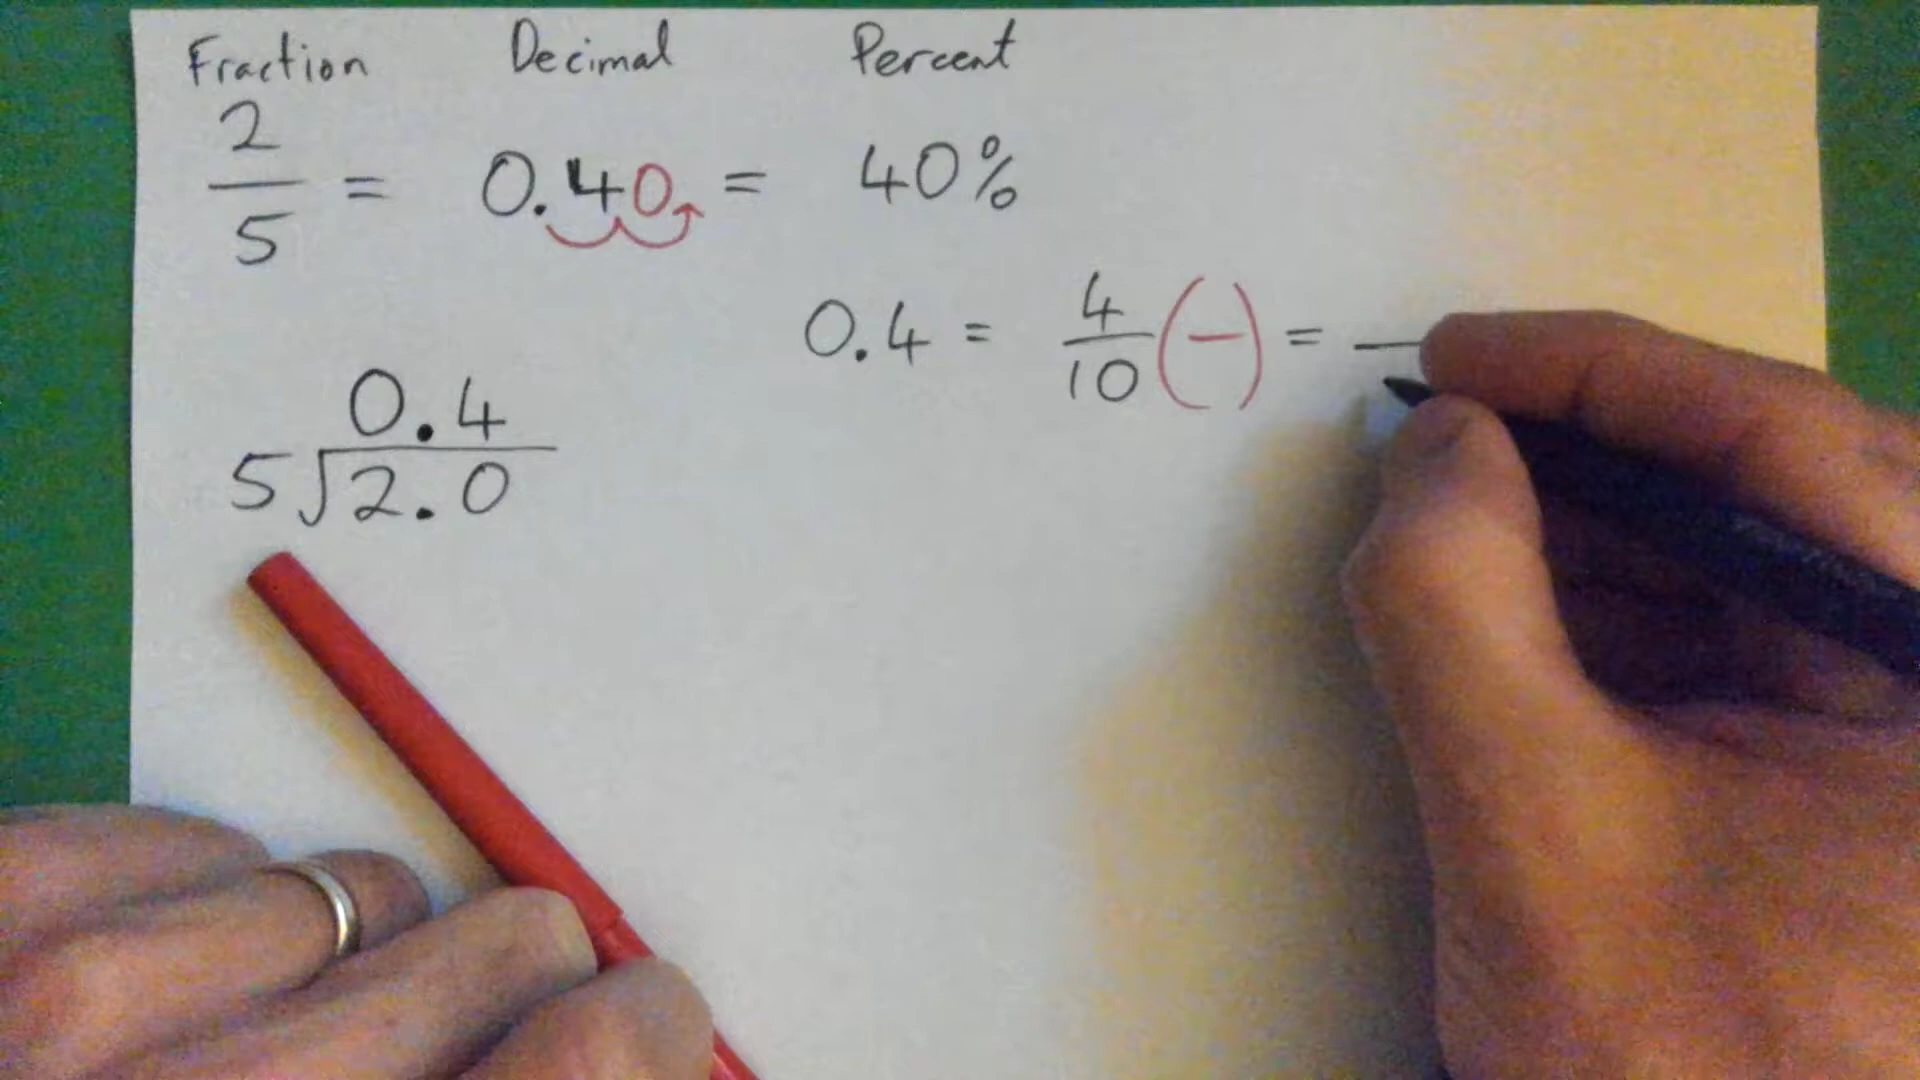 Fraction Decimal Percent
2/5 = 0.40 = 40%
0.4 = 4/10 (—) = —
0.4
5√2.0